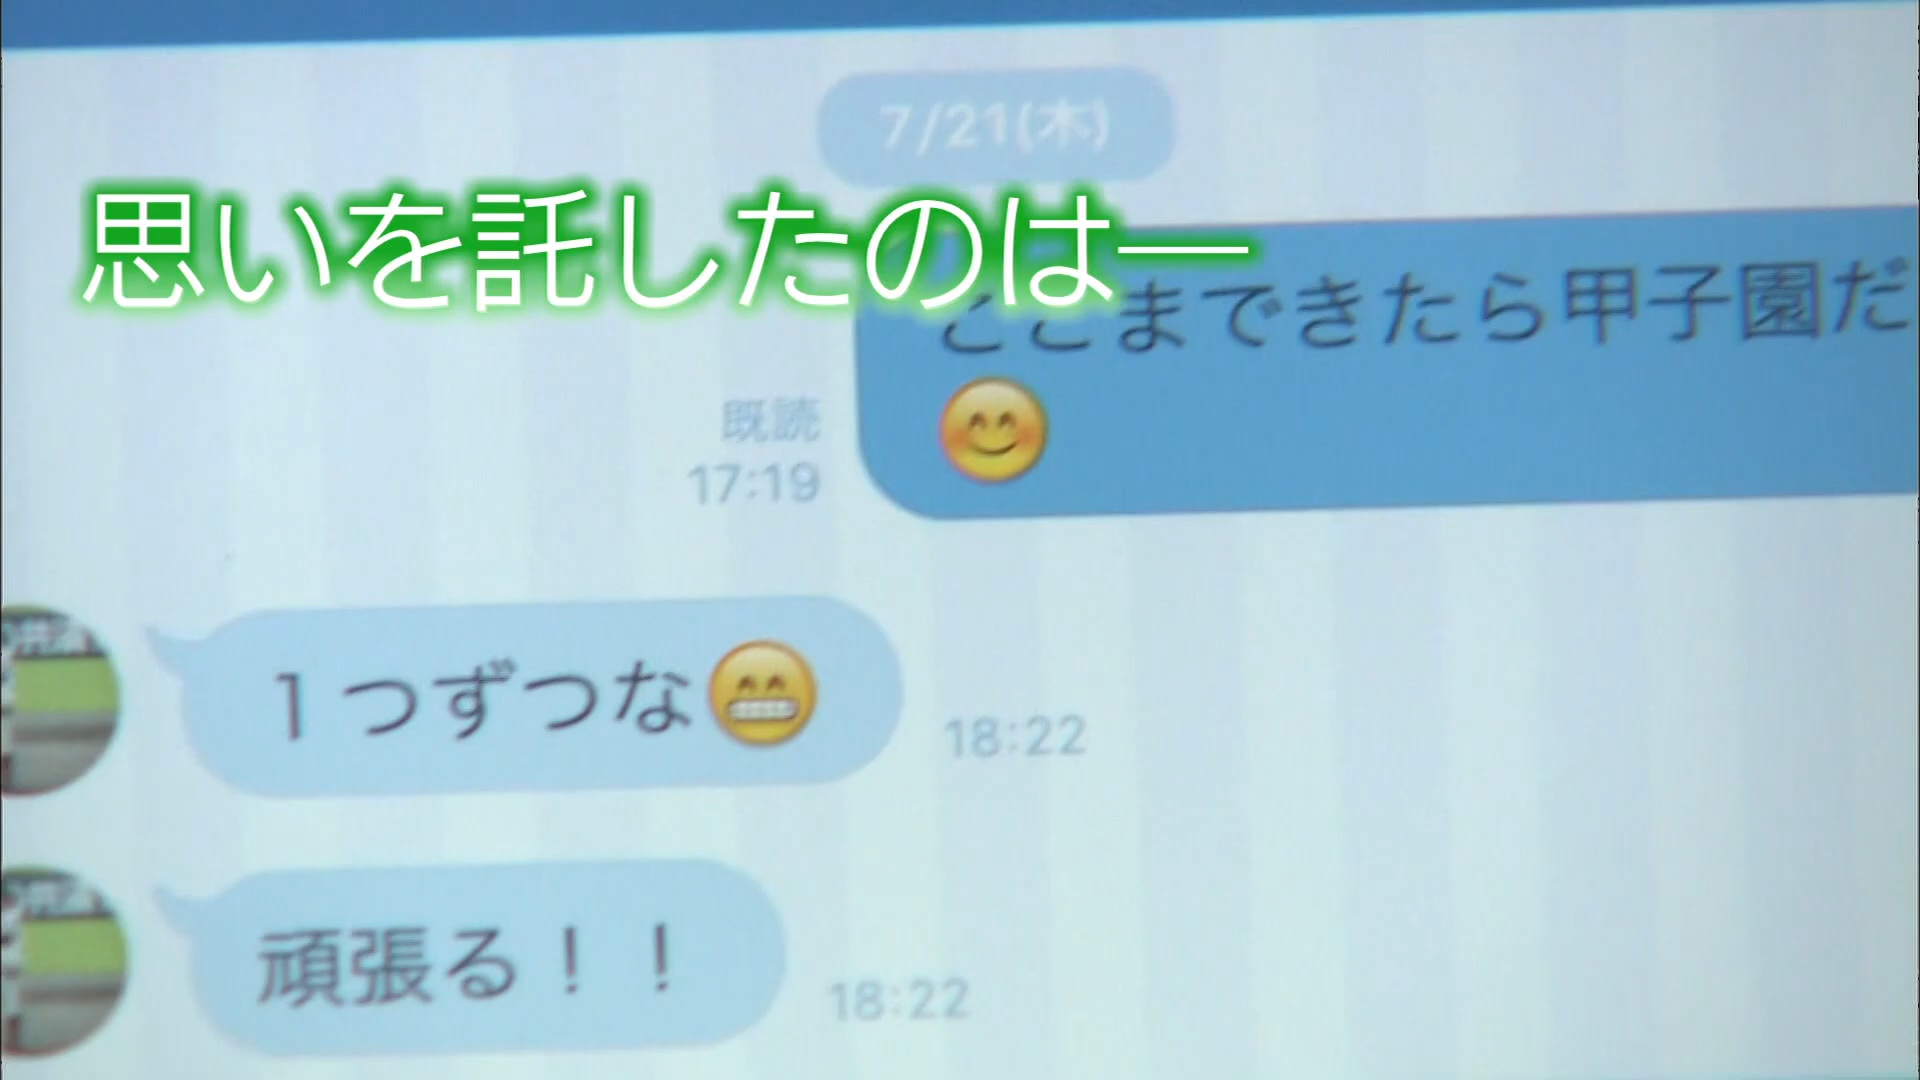 7/21(木)
思いを託したのは―
ここまできたら甲子園だ
😊
既読
17:19
1つずつな😁
18:22
頑張る！！
18:22